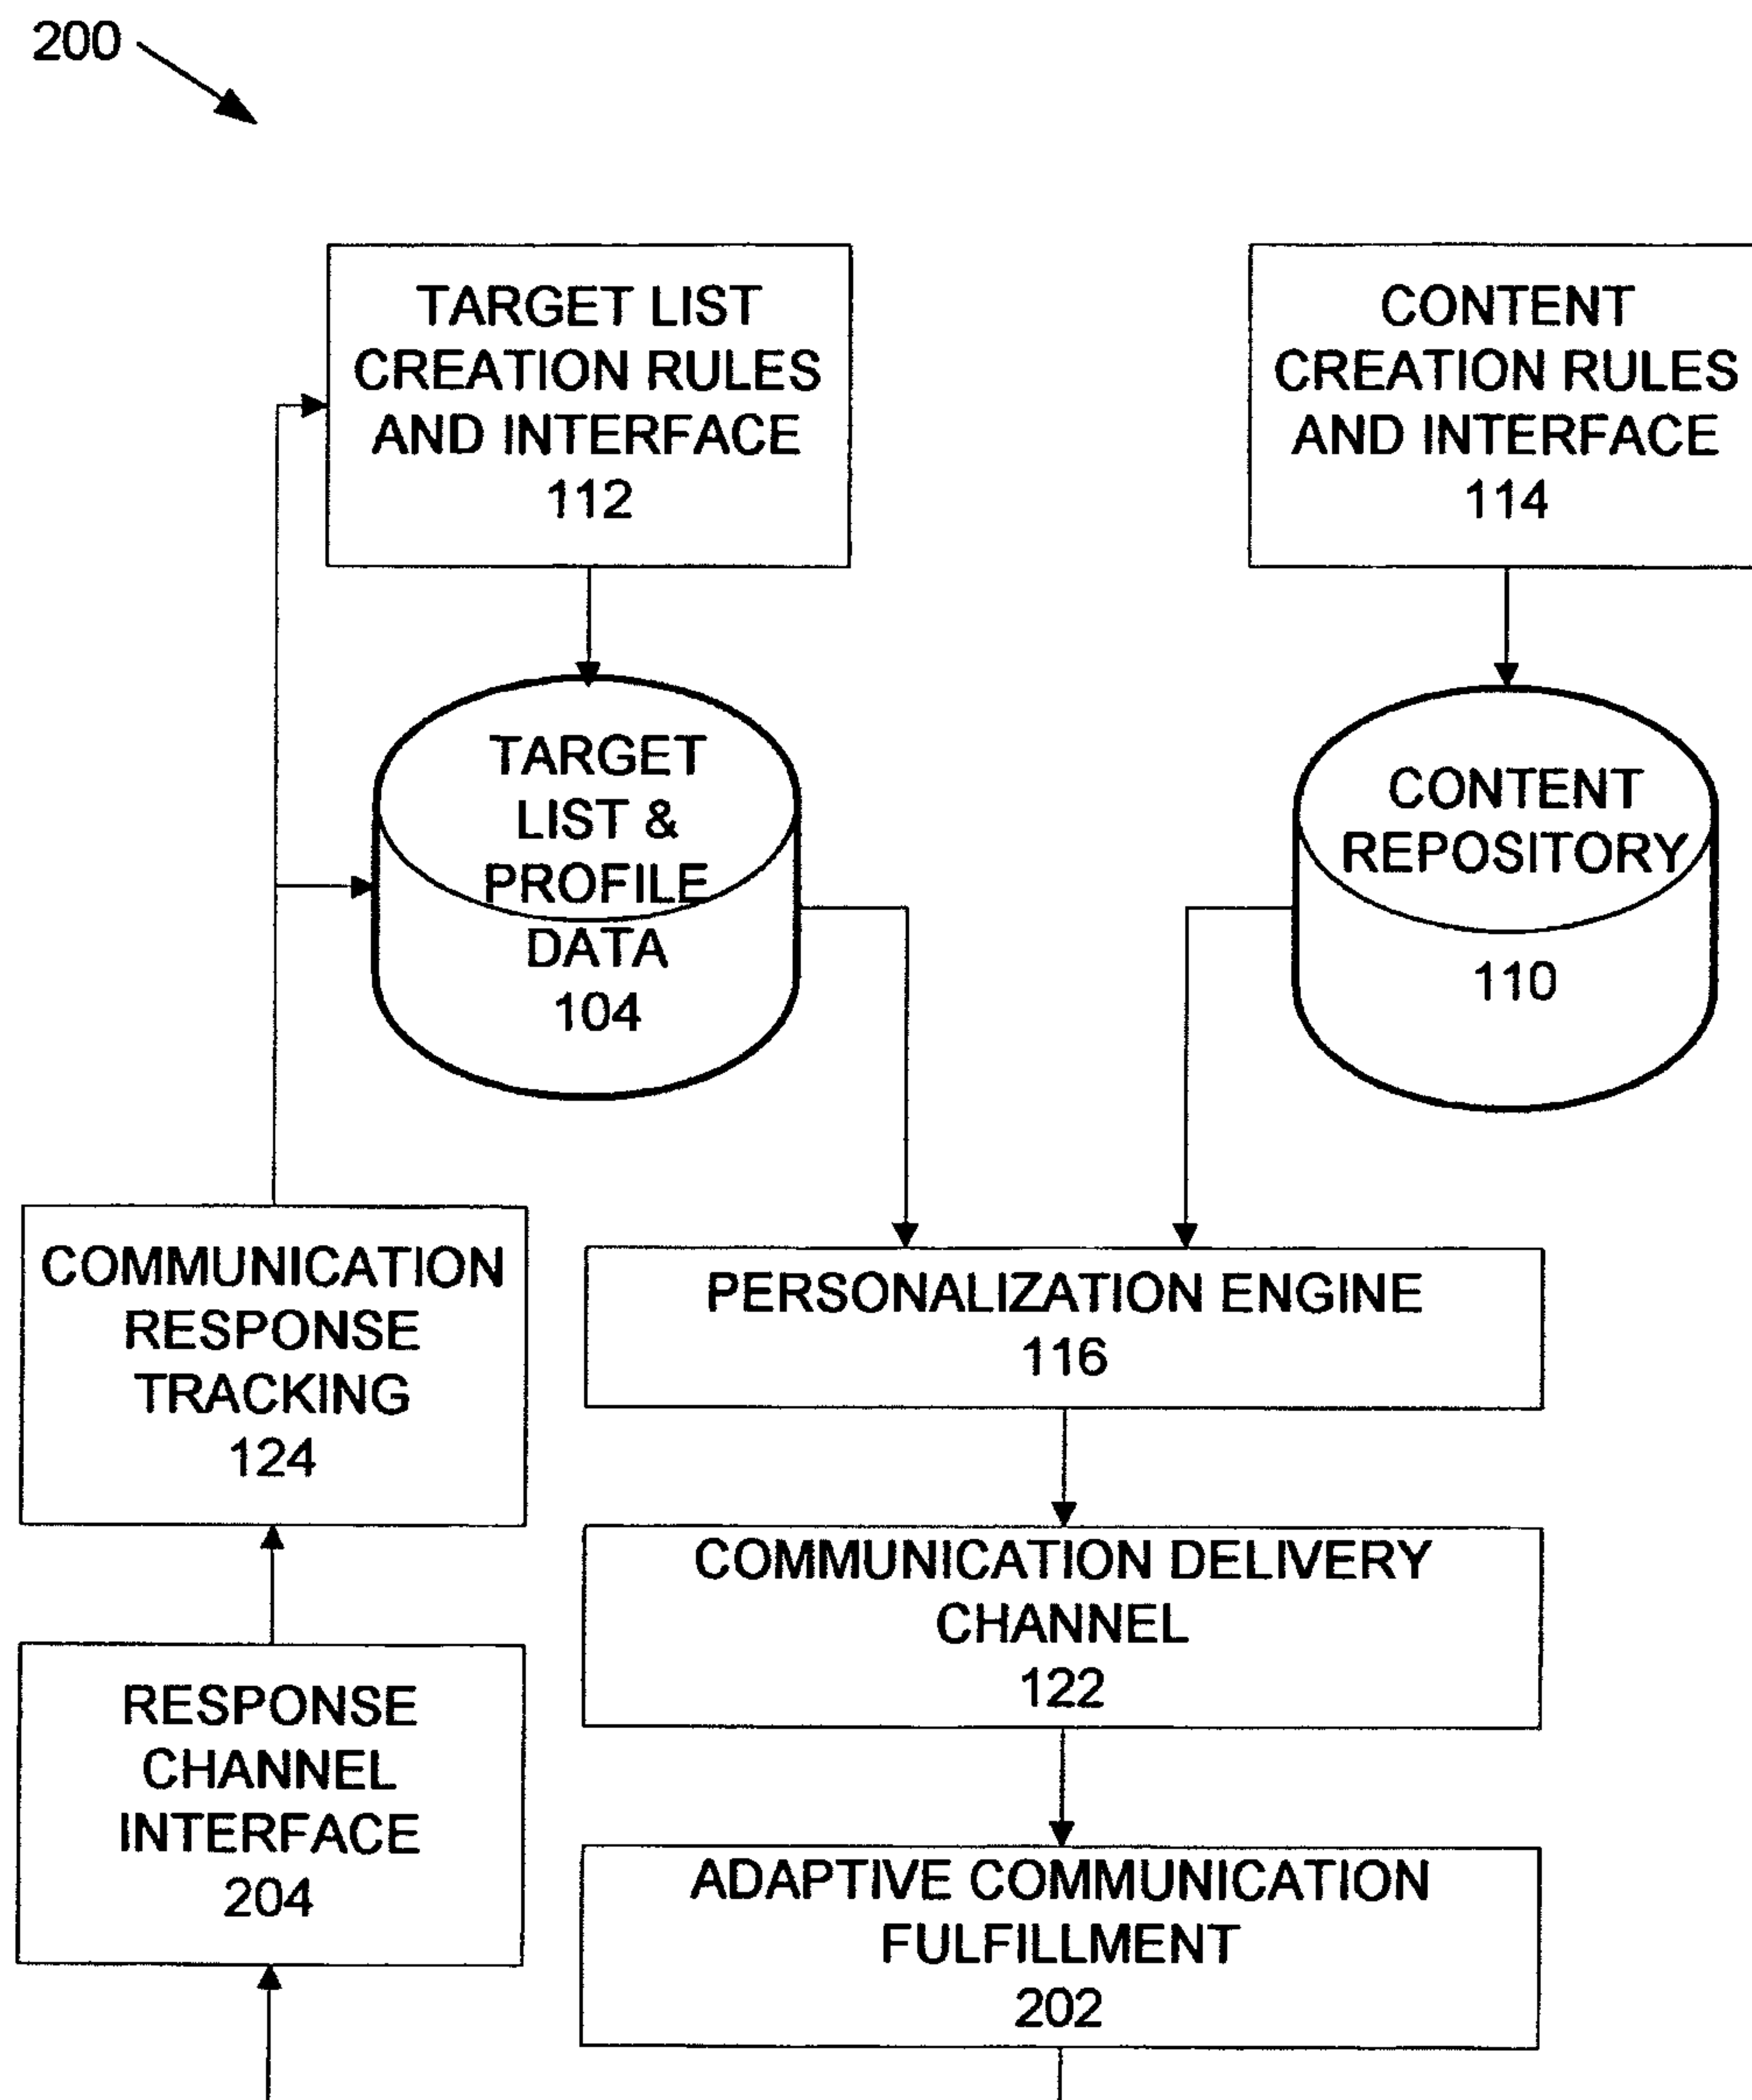 200
TARGET LIST
CREATION RULES
AND INTERFACE
112
CONTENT
CREATION RULES
AND INTERFACE
114
TARGET
LIST &
PROFILE
DATA
104
CONTENT
REPOSITORY
110
COMMUNICATION
RESPONSE
TRACKING
124
PERSONALIZATION ENGINE
116
COMMUNICATION DELIVERY
CHANNEL
122
RESPONSE
CHANNEL
INTERFACE
204
ADAPTIVE COMMUNICATION
FULFILLMENT
202